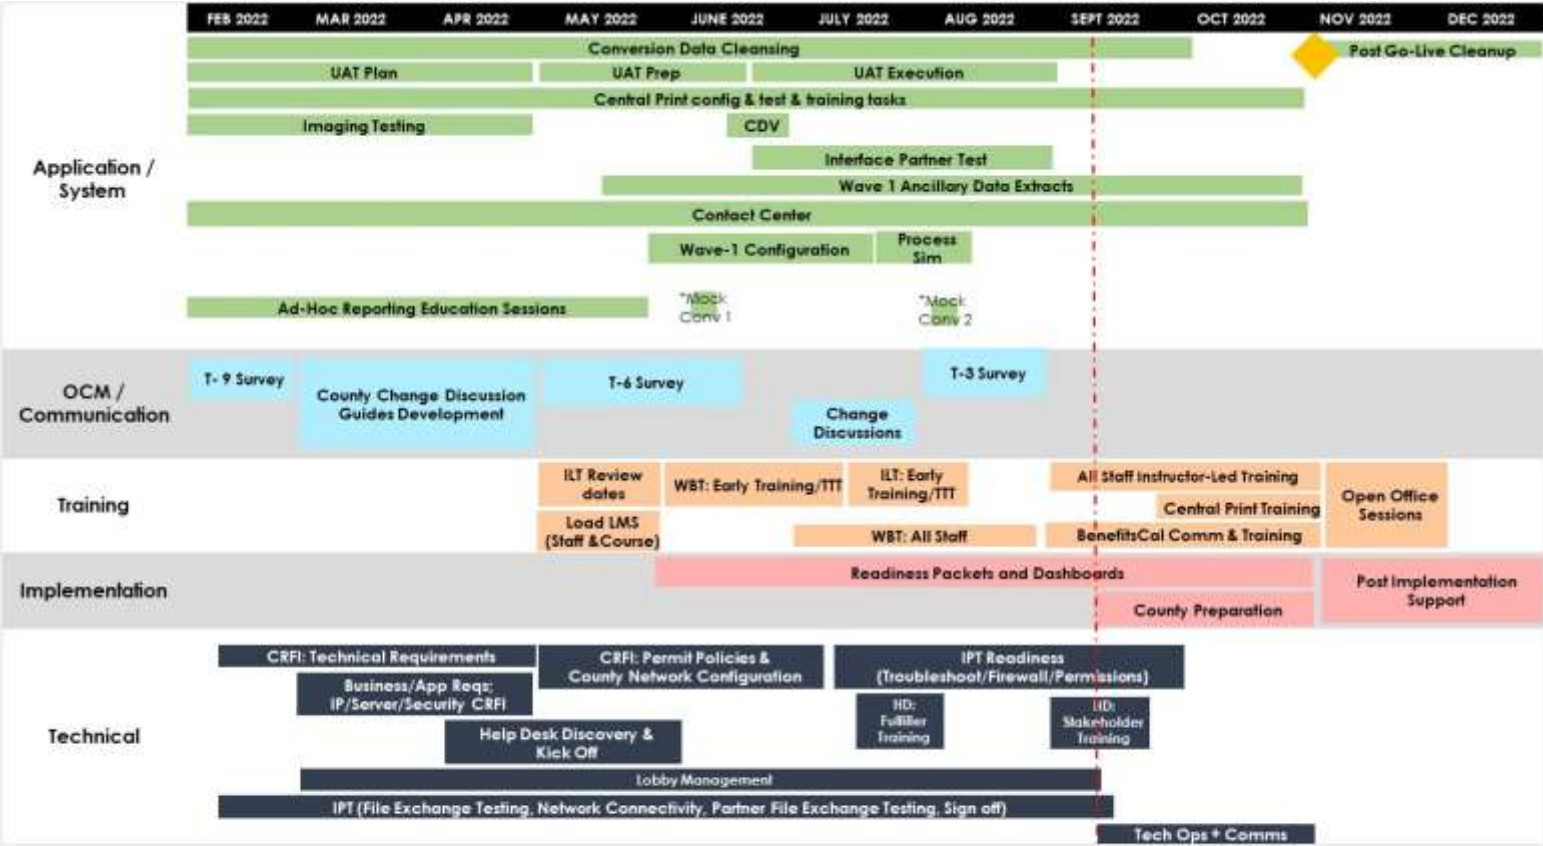 FEB 2022 MAR 2022 APR 2022 MAY 2022 JUNE 2022 JULY 2022 AUG 2022 SEPT 2022 OCT 2022 NOV 2022 DEC 2022
Application /
System
Conversion Data Cleansing
Post Go-Live Cleanup
UAT Plan
UAT Prep
UAT Execution
Central Print config & test & training tasks
Imaging Testing
CDV
Interface Partner Test
Wave 1 Ancillary Data Extracts
Contact Center
Wave-1 Configuration
Process
Sim
Ad-Hoc Reporting Education Sessions
*Mock
Conv 1
*Mock
Conv 2
OCM /
Communication
T- 9 Survey
County Change Discussion
Guides Development
T-6 Survey
Change
Discussions
T-3 Survey
Training
ILT Review
dates
WBT: Early Training/TTT
ILT: Early
Training/TTT
All Staff Instructor-Led Training
Central Print Training
Open Office
Sessions
Load LMS
(Staff &Course)
WBT: All Staff
BenefitsCal Comm & Training
Implementation
Readiness Packets and Dashboards
County Preparation
Post Implementation
Support
Technical
CRFI: Technical Requirements
CRFI: Permit Policies &
County Network Configuration
IPT Readiness
(Troubleshoot/Firewall/Permissions)
Business/App Reqs;
IP/Server/Security CRFI
HD:
Fulfiller
Training
HD:
Stakeholder
Training
Help Desk Discovery &
Kick Off
Lobby Management
IPT (File Exchange Testing, Network Connectivity, Partner File Exchange Testing, Sign off)
Tech Ops + Comms